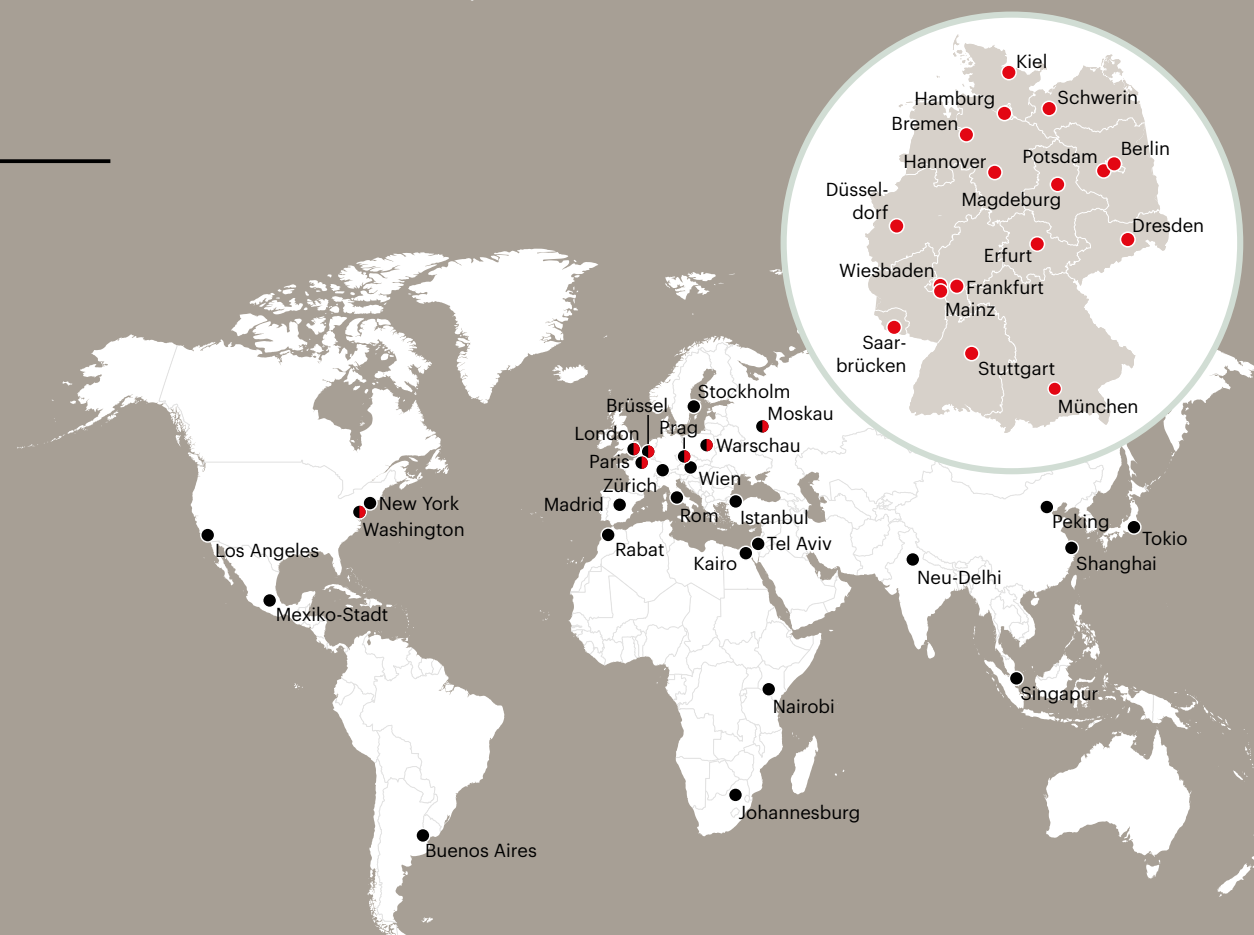 Kiel
Hamburg
Schwerin
Bremen
Berlin
Potsdam
Hannover
Düssel-
dorf
Magdeburg
Dresden
Erfurt
Wiesbaden
Frankfurt
Mainz
Saar-
brücken
Stuttgart
München
Stockholm
Brüssel
Moskau
Prag
London
Warschau
Paris
Wien
Zürich
New York
Madrid
Rom
Istanbul
Washington
Peking
Tokio
Los Angeles
Rabat
Tel Aviv
Kairo
Shanghai
Neu-Delhi
Mexiko-Stadt
Singapur
Nairobi
Johannesburg
Buenos Aires